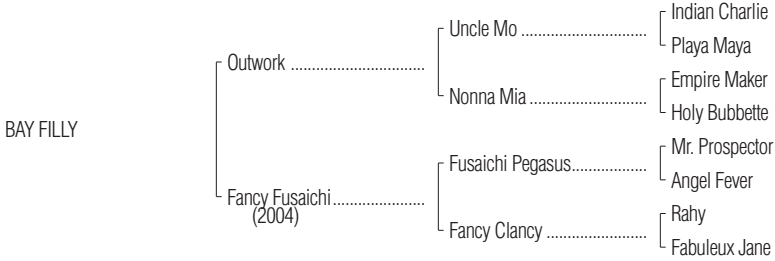 Indian Charlie
Uncle Mo ..............................
Playa Maya
Outwork ................................
Empire Maker
Nonna Mia ............................
Holy Bubbette
BAY FILLY
Mr. Prospector
Fusaichi Pegasus..................
Angel Fever
Fancy Fusaichi......................
(2004)
Rahy
Fancy Clancy ........................
Fabuleux Jane